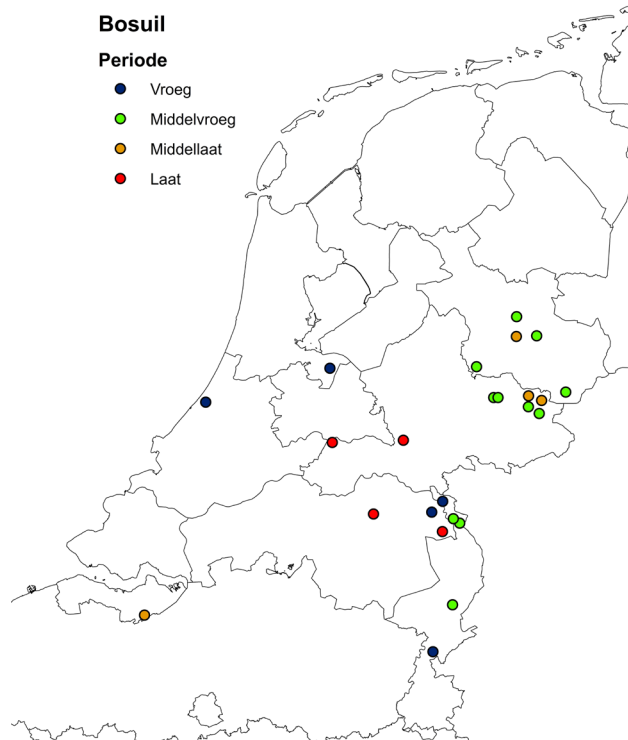 Bosuil
Periode
Vroeg
Middelvroeg
Middellaat
Laat